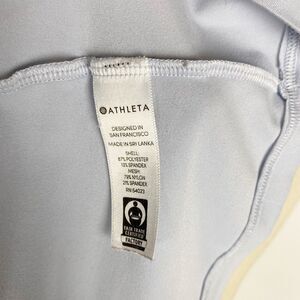 ATHLETA
DESIGNED IN
SAN FRANCISCO
MADE IN SRI LANKA
SHELL:
87% POLYESTER
13% SPANDEX
MESH:
79% NYLON
21% SPANDEX
RN 54023
FAIR TRADE
CERTIFIED
FACTORY